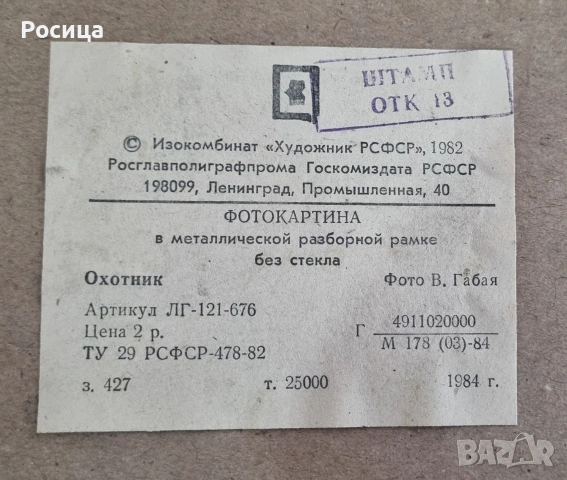 Росица
ШТАМП
ОТК 13
© Изокомбинат «Художник РСФСР», 1982
Росглавполиграфпрома Госкомиздата РСФСР
198099, Ленинград, Промышленная, 40
ФОТОКАРТИНА
в металлической разборной рамке
без стекла
Охотник Фото В. Габая
Артикул ЛГ-121-676
Цена 2 р.
ТУ 29 РСФСР-478-82
Г 4911020000
М 178 (03)-84
з. 427 т. 25000 1984 г.
BAZAR